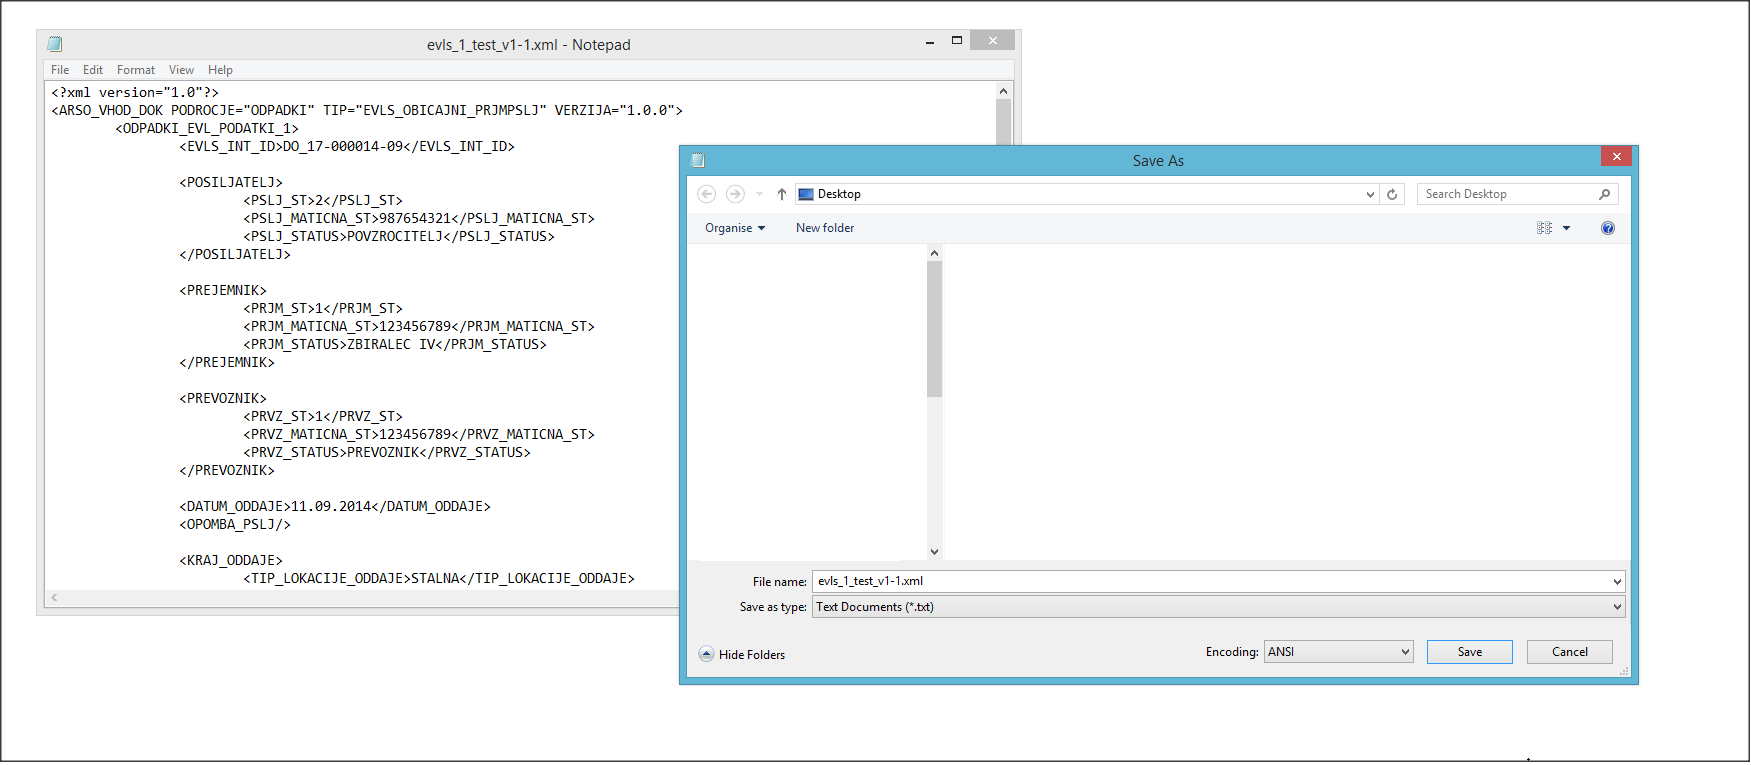 evls_1_test_v1-1.xml - Notepad
File Edit Format View Help
<?xml version="1.0"?>
<ARSO_VHOD_DOK PODROCJE="ODPADKI" TIP="EVLS_OBICAJNI_PRJMPSLJ" VERZIJA="1.0.0">
<ODPADKI_EVL_PODATKI_1>
<EVLS_INT_ID>DO_17-000014-09</EVLS_INT_ID>
<POSILJATELJ>
<PSLJ_ST>2</PSLJ_ST>
<PSLJ_MATICNA_ST>987654321</PSLJ_MATICNA_ST>
<PSLJ_STATUS>POVZROCITELJ</PSLJ_STATUS>
</POSILJATELJ>
<PREJEMNIK>
<PRJM_ST>1</PRJM_ST>
<PRJM_MATICNA_ST>123456789</PRJM_MATICNA_ST>
<PRJM_STATUS>ZBIRALEC IV</PRJM_STATUS>
</PREJEMNIK>
<PREVOZNIK>
<PRVZ_ST>1</PRVZ_ST>
<PRVZ_MATICNA_ST>123456789</PRVZ_MATICNA_ST>
<PRVZ_STATUS>PREVOZNIK</PRVZ_STATUS>
</PREVOZNIK>
<DATUM_ODDAJE>11.09.2014</DATUM_ODDAJE>
<OPOMBA_PSLJ/>
<KRAJ_ODDAJE>
<TIP_LOKACIJE_ODDAJE>STALNA</TIP_LOKACIJE_ODDAJE>
Save As
Desktop
Search Desktop
Organise New folder
File name: evls_1_test_v1-1.xml
Save as type: Text Documents (*.txt)
Hide Folders
Encoding: ANSI
Save
Cancel